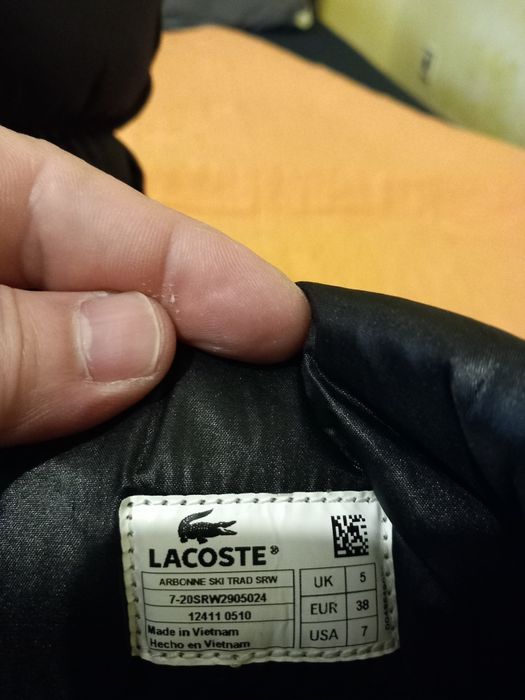 LACOSTE®
ARBONNE SKI TRAD SRW
7-20SRW2905024
12411 0510
Made in Vietnam
Hecho en Vietnam
UK 5
EUR 38
USA 7